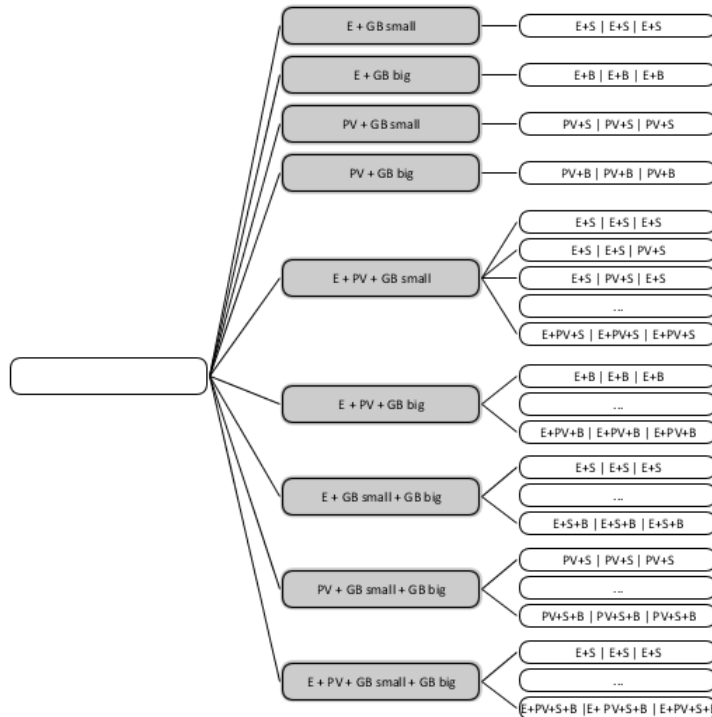 E + GB small
E+S | E+S | E+S
E + GB big
E+B | E+B | E+B
PV + GB small
PV+S | PV+S | PV+S
PV + GB big
PV+B | PV+B | PV+B
E + PV + GB small
E+S | E+S | E+S
E+S | E+S | PV+S
E+S | PV+S | E+S
...
E+PV+S | E+PV+S | E+PV+S
E + PV + GB big
E+B | E+B | E+B
...
E+PV+B | E+PV+B | E+PV+B
E + GB small + GB big
E+S | E+S | E+S
...
E+S+B | E+S+B | E+S+B
PV + GB small + GB big
PV+S | PV+S | PV+S
...
PV+S+B | PV+S+B | PV+S+B
E + PV + GB small + GB big
E+S | E+S | E+S
...
E+PV+S+B |E+ PV+S+B | E+PV+S+B